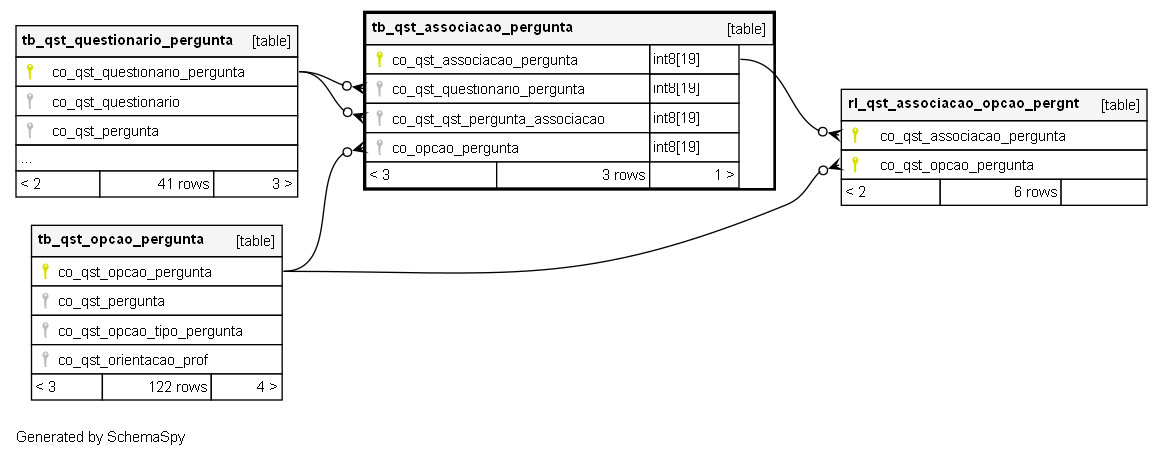 tb_qst_questionario_pergunta [table]
co_qst_questionario_pergunta
co_qst_questionario
co_qst_pergunta
...
< 2 41 rows 3 >
tb_qst_opcao_pergunta [table]
co_qst_opcao_pergunta
co_qst_pergunta
co_qst_opcao_tipo_pergunta
co_qst_orientacao_prof
< 3 122 rows 4 >
tb_qst_associacao_pergunta [table]
co_qst_associacao_pergunta int8[19]
co_qst_questionario_pergunta int8[19]
co_qst_qst_pergunta_associacao int8[19]
co_opcao_pergunta int8[19]
< 3 3 rows 1 >
rl_qst_associacao_opcao_pergnt [table]
co_qst_associacao_pergunta
co_qst_opcao_pergunta
< 2 6 rows
Generated by SchemaSpy